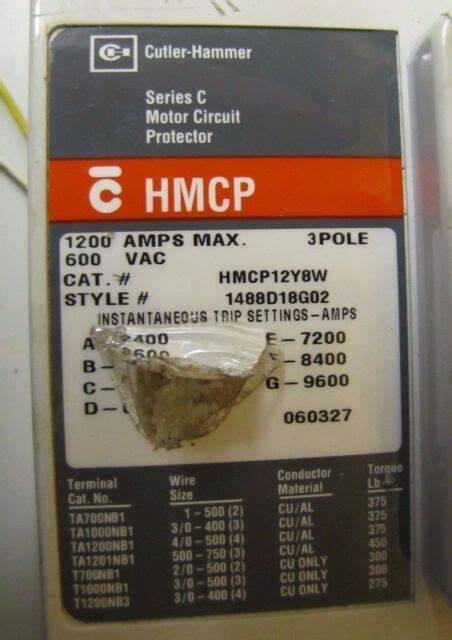 Cutler-Hammer
Series C
Motor Circuit
Protector
C HMCP
1200 AMPS MAX. 3POLE
600 VAC
CAT. # HMCP12Y8W
STYLE # 1488D18G02
INSTANTANEOUS TRIP SETTINGS-AMPS
A 2400 E-7200
B- 3600 F-8400
C- G-9600
D-
060327
Terminal Wire Conductor Torque
Cat. No. Size Material Lb-
TA700NB1 1-500 (2) CU/AL 375
TA1000NB1 3/0-400 (3) CU/AL 375
TA1200NB1 4/0-500 (4) CU/AL 375
TA1201NB1 500-750 (3) CU/AL 450
T700NB1 2/0-500 (2) CU ONLY 300
T1000NB1 3/0-500 (3) CU ONLY 300
T1200NB3 3/0-400 (4) CU ONLY 275